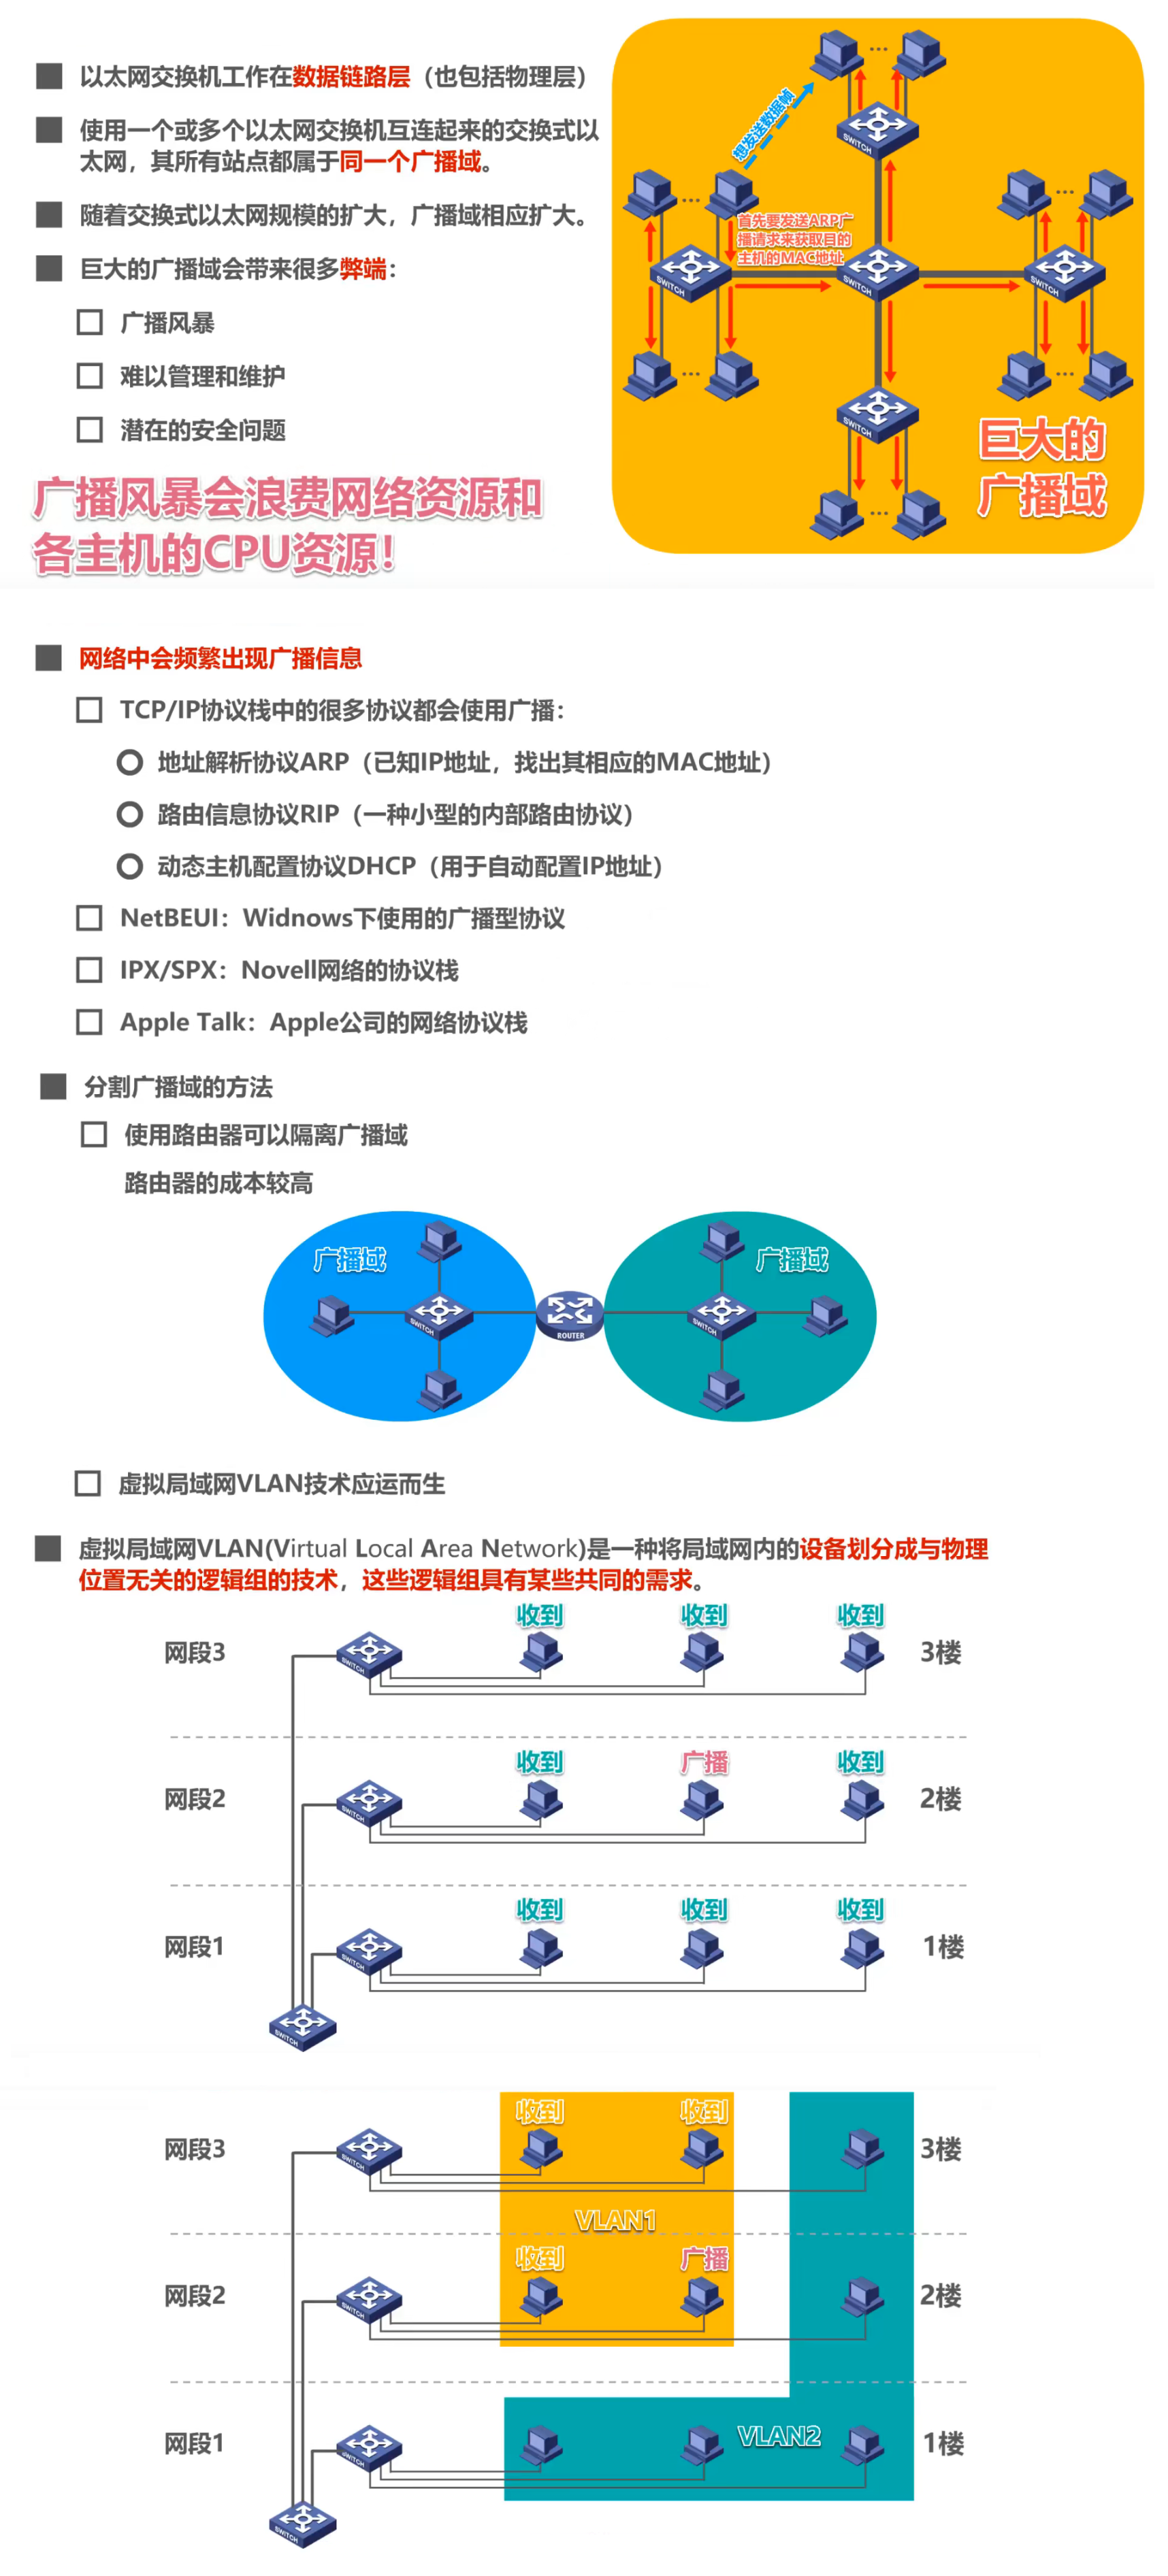 以太网交换机工作在数据链路层（也包括物理层）
使用一个或多个以太网交换机互连起来的交换式以
太网，其所有站点都属于同一个广播域。
随着交换式以太网规模的扩大，广播域相应扩大。
巨大的广播域会带来很多弊端：
广播风暴
难以管理和维护
潜在的安全问题
广播风暴会浪费网络资源和
各主机的CPU资源！
...
想发送数据帧
SWITCH
...
...
首先要发送ARP广
播请求来获取目的
主机的MAC地址
SWITCH
SWITCH
SWITCH
...
...
SWITCH
巨大的
广播域
...
网络中会频繁出现广播信息
TCP/IP协议栈中的很多协议都会使用广播：
地址解析协议ARP（已知IP地址，找出其相应的MAC地址）
路由信息协议RIP（一种小型的内部路由协议）
动态主机配置协议DHCP（用于自动配置IP地址）
NetBEUI：Widnows下使用的广播型协议
IPX/SPX：Novell网络的协议栈
Apple Talk：Apple公司的网络协议栈
分割广播域的方法
使用路由器可以隔离广播域
路由器的成本较高
广播域
广播域
SWITCH
ROUTER
SWITCH
虚拟局域网VLAN技术应运而生
虚拟局域网VLAN(Virtual Local Area Network)是一种将局域网内的设备划分成与物理
位置无关的逻辑组的技术，这些逻辑组具有某些共同的需求。
收到 收到 收到
网段3 SWITCH 3楼
收到 广播 收到
网段2 SWITCH 2楼
收到 收到 收到
网段1 SWITCH 1楼
SWITCH
收到 收到
网段3 SWITCH 3楼
VLAN1
收到 广播
网段2 SWITCH 2楼
网段1 SWITCH VLAN2 1楼
SWITCH